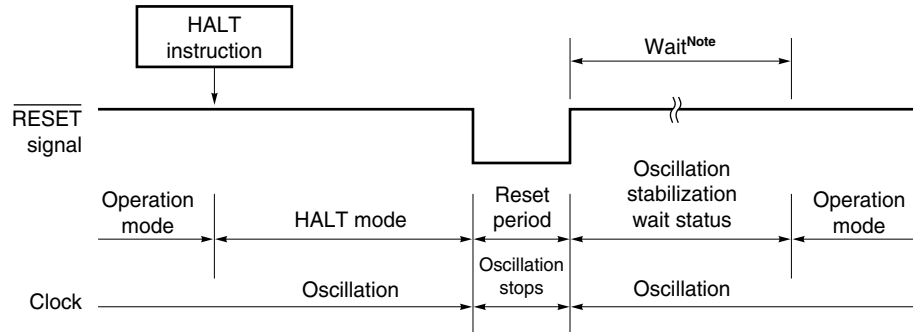 HALT
instruction
Wait^Note
RESET
signal
Operation
mode
HALT mode
Reset
period
Oscillation
stabilization
wait status
Operation
mode
Clock
Oscillation
Oscillation
stops
Oscillation